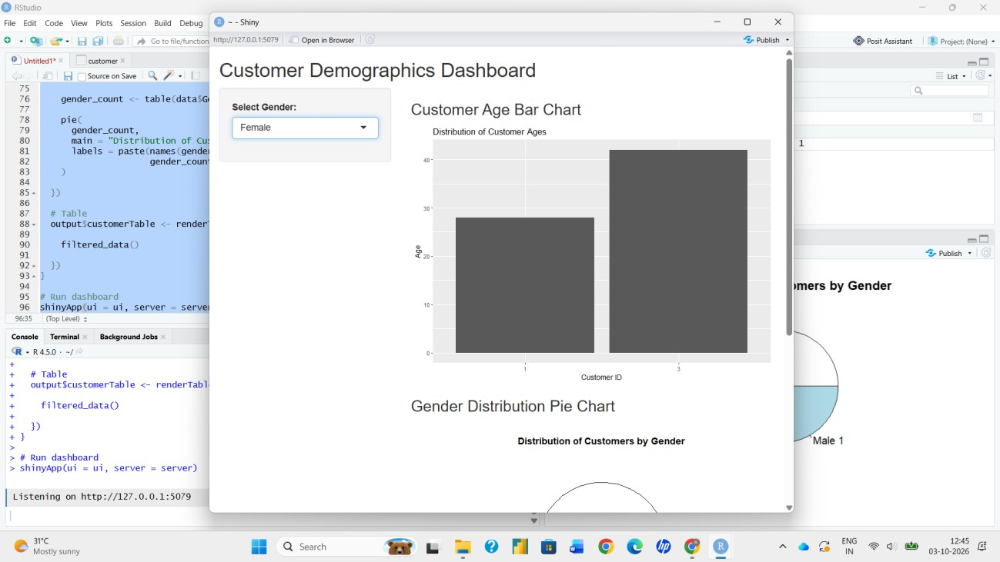 RStudio
File Edit Code View Plots Session Build Debug
Go to file/function
Posit Assistant
Project: (None)
Untitled1*
customer
Source on Save
75
76 gender_count <- table(data$G
77
78 pie(
79 gender_count,
80 main = "Distribution of Cu
81 labels = paste(names(gende
82 gender_count
83 )
84
85 })
86
87 # Table
88 output$customerTable <- render
89
90 filtered_data()
91
92 })
93 }
94
95 # Run dashboard
96 shinyApp(ui = ui, server = serve
96:35 (Top Level)
Console Terminal Background Jobs
R R 4.5.0 · ~/
+
+ # Table
+ output$customerTable <- renderTabl
+
+ filtered_data()
+
+ })
+ }
>
> # Run dashboard
> shinyApp(ui = ui, server = server)
Listening on http://127.0.0.1:5079
~ - Shiny
http://127.0.0.1:5079 Open in Browser
Publish
Customer Demographics Dashboard
Select Gender:
Female
Customer Age Bar Chart
Distribution of Customer Ages
40
30
20
10
0
Age
1 3
Customer ID
Gender Distribution Pie Chart
Distribution of Customers by Gender
List
1
Publish
omers by Gender
Male 1
31°C
Mostly sunny
Search
ENG
IN
12:45
03-10-2026